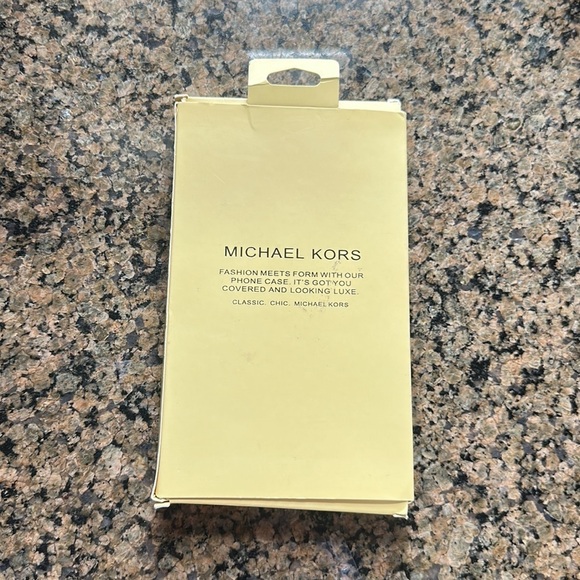 MICHAEL KORS
FASHION MEETS FORM WITH OUR
PHONE CASE. IT'S GOT YOU
COVERED AND LOOKING LUXE.
CLASSIC. CHIC. MICHAEL KORS